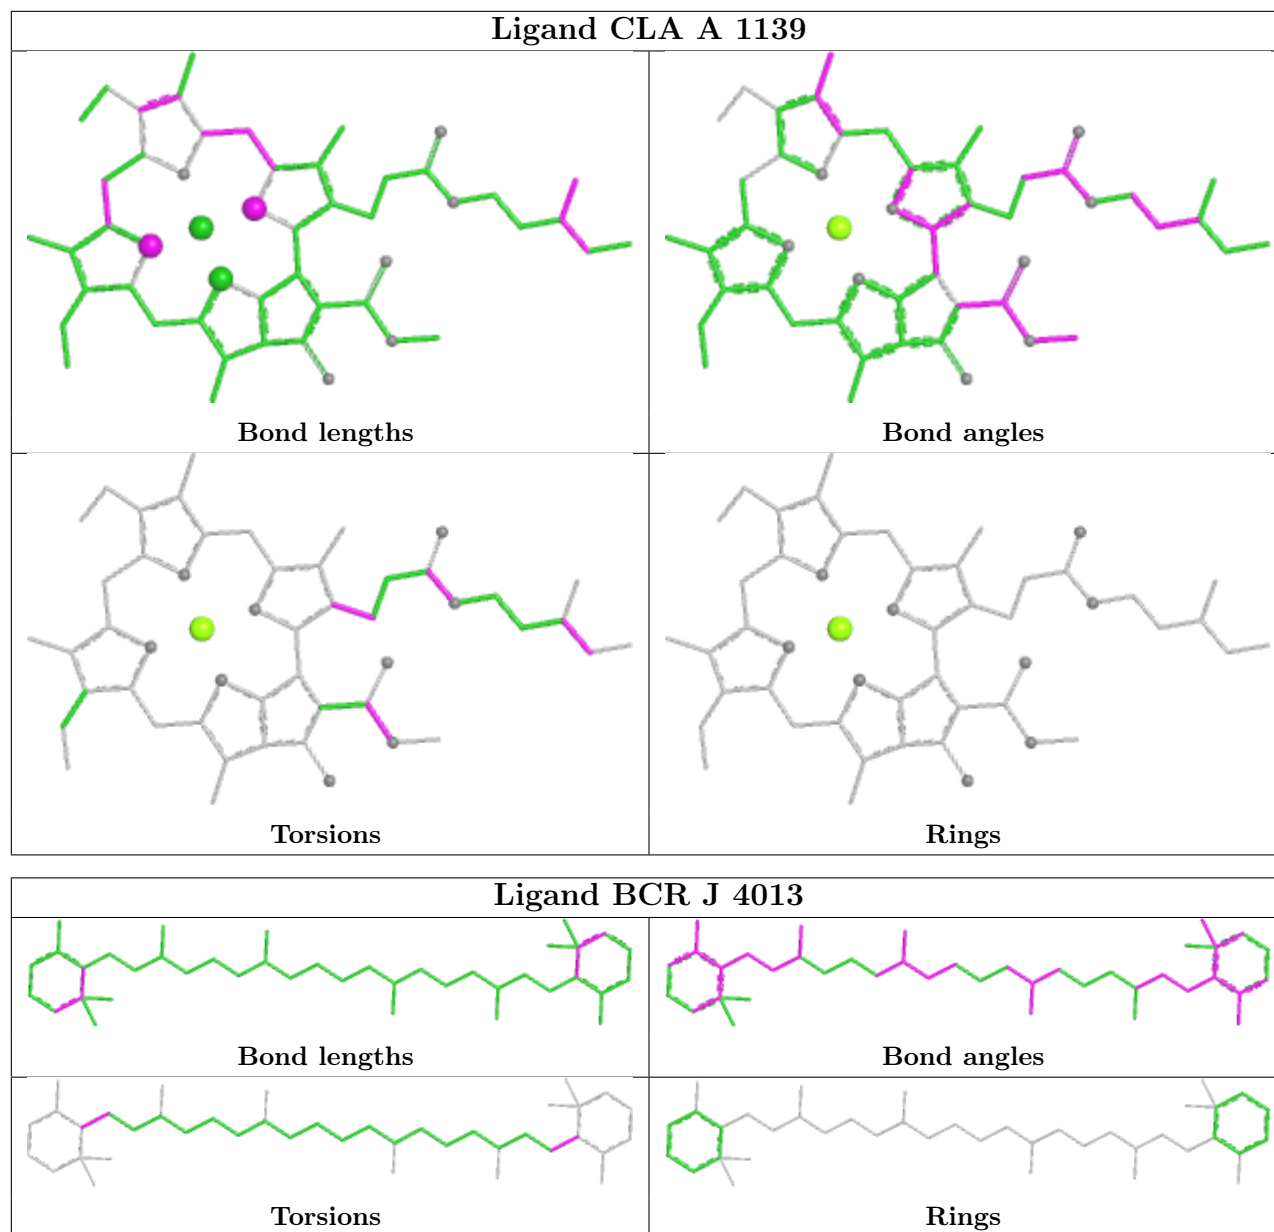 Ligand CLA A 1139
Bond lengths
Bond angles
Torsions
Rings
Ligand BCR J 4013
Bond lengths
Bond angles
Torsions
Rings